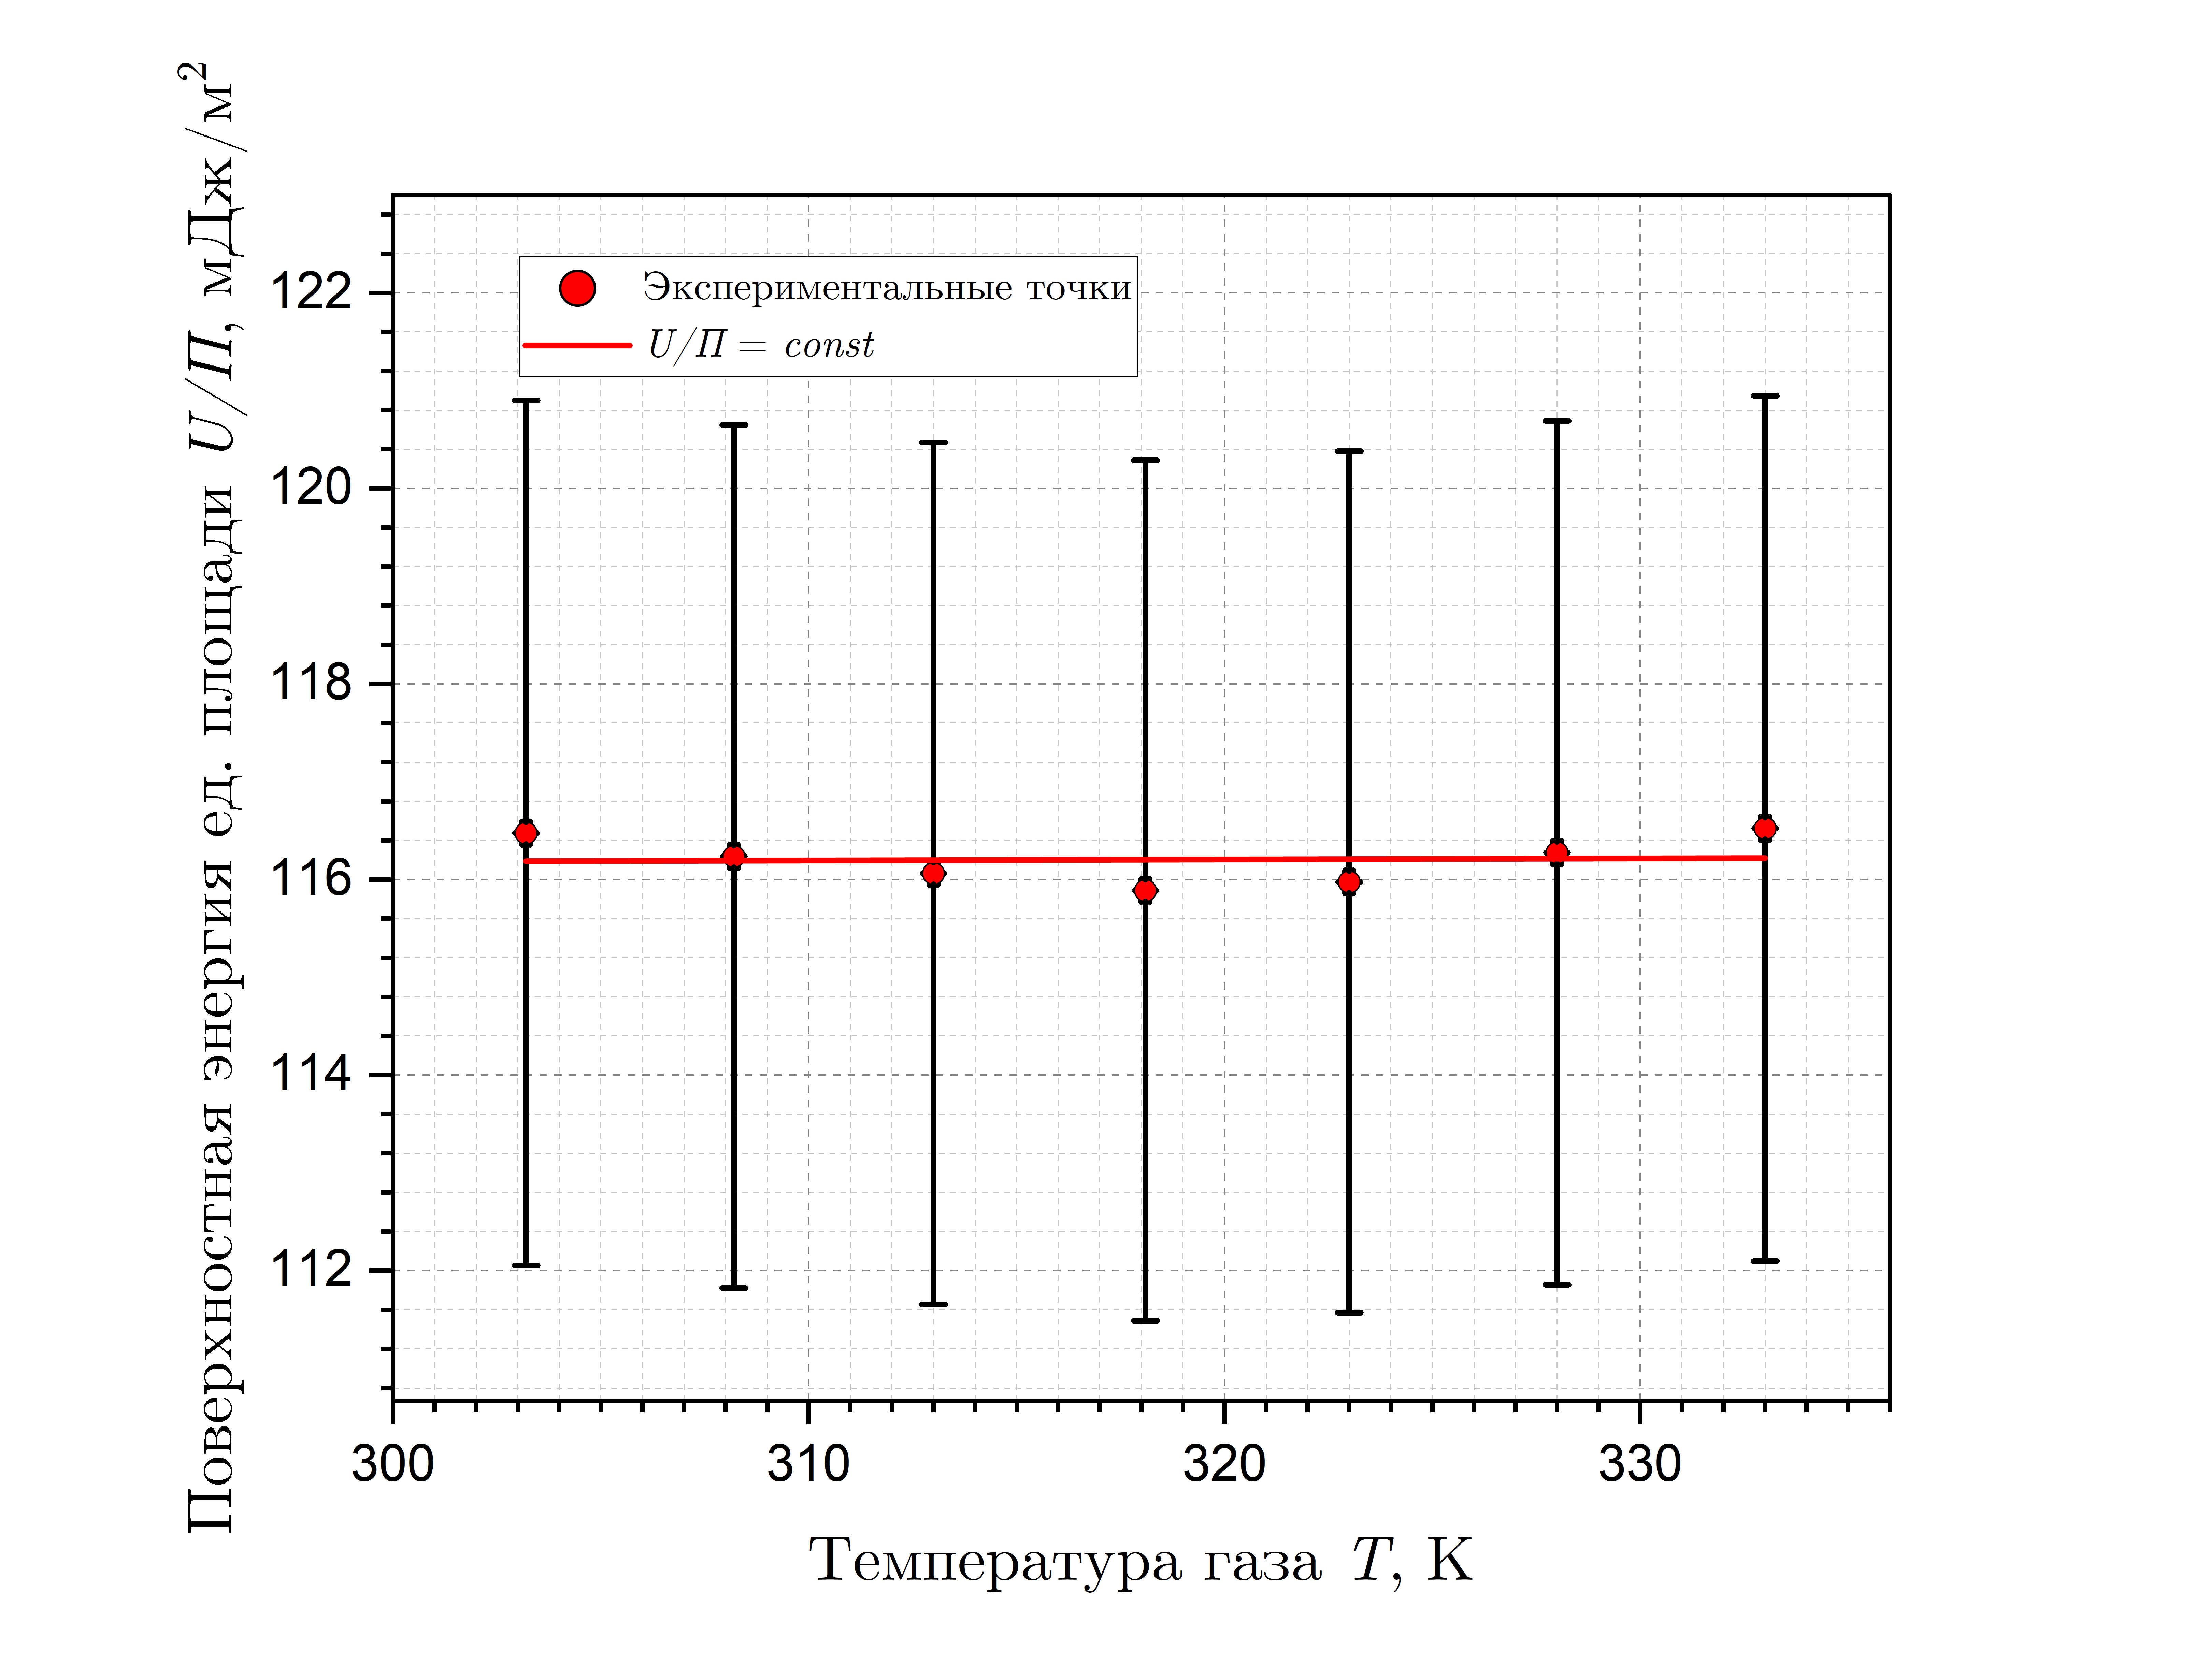 Поверхностная энергия ед. площади U/П, мДж/м²
122
120
118
116
114
112
Экспериментальные точки
U/П = const
300 310 320 330
Температура газа T, К